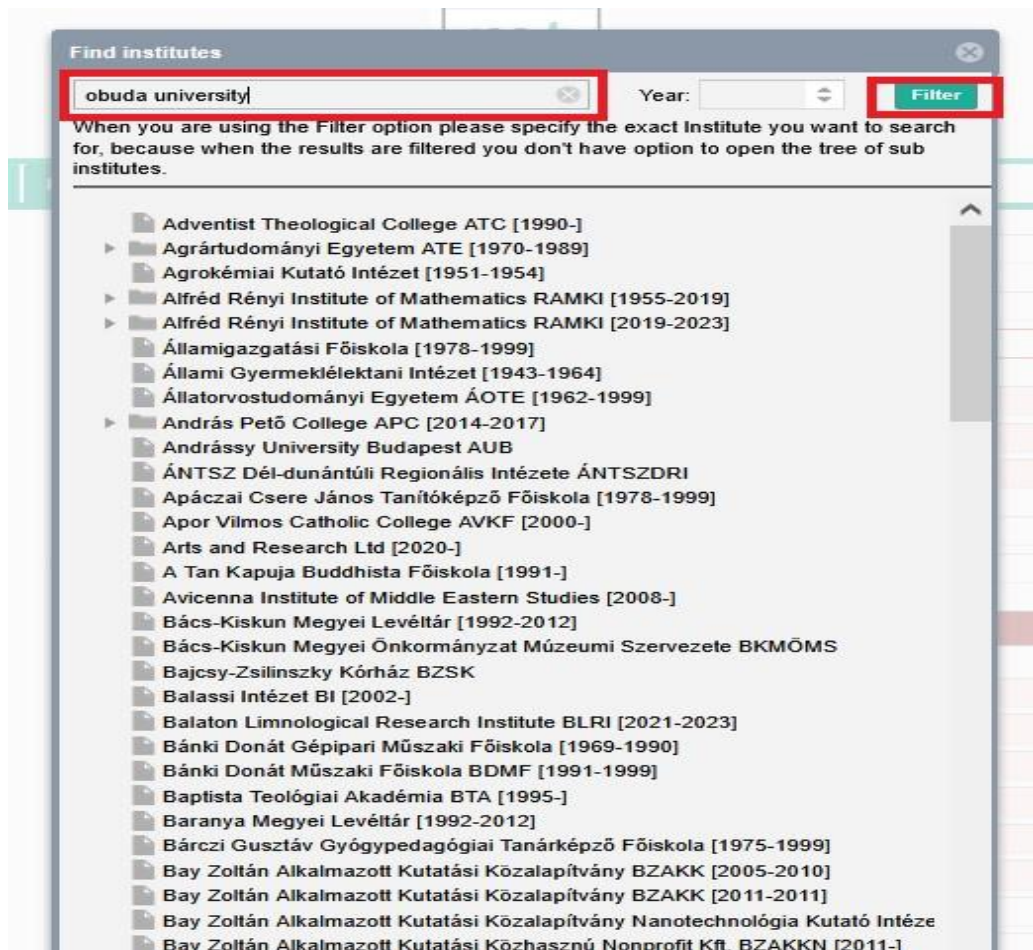 Find institutes
obuda university
Year:
Filter
When you are using the Filter option please specify the exact Institute you want to search
for, because when the results are filtered you don't have option to open the tree of sub
institutes.
Adventist Theological College ATC [1990-]
Agrártudományi Egyetem ATE [1970-1989]
Agrokémiai Kutató Intézet [1951-1954]
Alfréd Rényi Institute of Mathematics RAMKI [1955-2019]
Alfréd Rényi Institute of Mathematics RAMKI [2019-2023]
Államigazgatási Főiskola [1978-1999]
Állami Gyermeklélektani Intézet [1943-1964]
Állatorvostudományi Egyetem ÁOTE [1962-1999]
András Pető College APC [2014-2017]
Andrássy University Budapest AUB
ÁNTSZ Dél-dunántúli Regionális Intézete ÁNTSZDRI
Apáczai Csere János Tanítóképző Főiskola [1978-1999]
Apor Vilmos Catholic College AVKF [2000-]
Arts and Research Ltd [2020-]
A Tan Kapuja Buddhista Főiskola [1991-]
Avicenna Institute of Middle Eastern Studies [2008-]
Bács-Kiskun Megyei Levéltár [1992-2012]
Bács-Kiskun Megyei Önkormányzat Múzeumi Szervezete BKMÖMS
Bajcsy-Zsilinszky Kórház BZSK
Balassi Intézet BI [2002-]
Balaton Limnological Research Institute BLRI [2021-2023]
Bánki Donát Gépipari Műszaki Főiskola [1969-1990]
Bánki Donát Műszaki Főiskola BDMF [1991-1999]
Baptista Teológiai Akadémia BTA [1995-]
Baranya Megyei Levéltár [1992-2012]
Bárczi Gusztáv Gyógypedagógiai Tanárképző Főiskola [1975-1999]
Bay Zoltán Alkalmazott Kutatási Közalapítvány BZAKK [2005-2010]
Bay Zoltán Alkalmazott Kutatási Közalapítvány BZAKK [2011-2011]
Bay Zoltán Alkalmazott Kutatási Közalapítvány Nanotechnológia Kutató Intéze
Bay Zoltán Alkalmazott Kutatási Közhasznú Nonprofit Kft. BZAKKN [2011-]